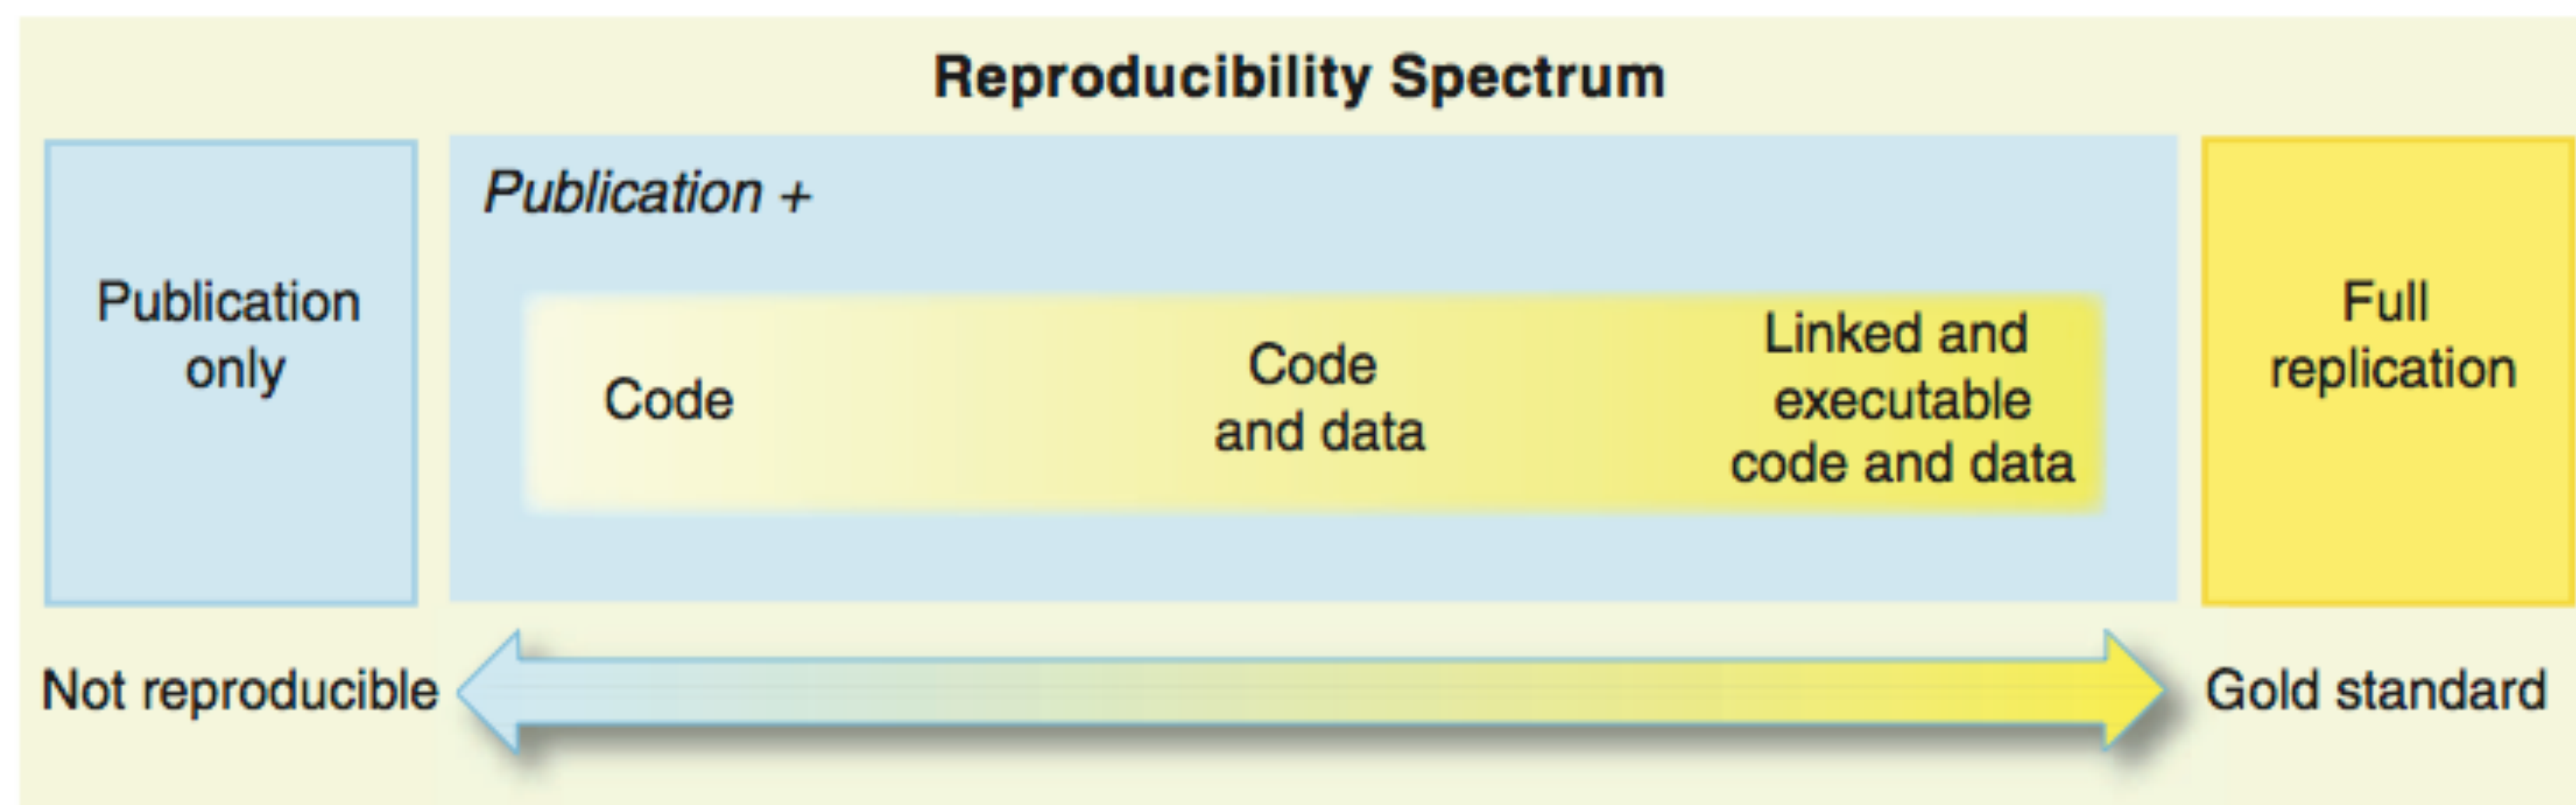 Reproducibility Spectrum
Publication
only
Publication +
Code
Code
and data
Linked and
executable
code and data
Full
replication
Not reproducible
Gold standard